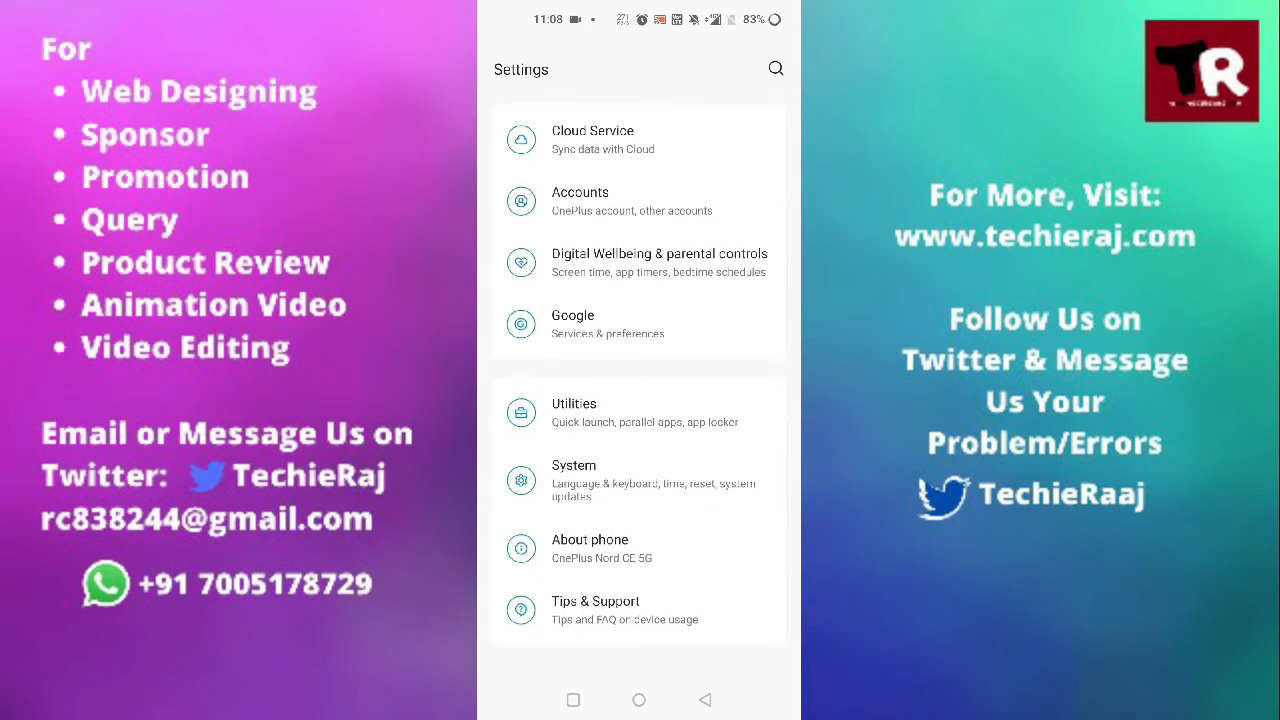 For
• Web Designing
• Sponsor
• Promotion
• Query
• Product Review
• Animation Video
• Video Editing
Email or Message Us on
Twitter: TechieRaj
rc838244@gmail.com
+91 7005178729
11:08
83%
Settings
Cloud Service
Sync data with Cloud
Accounts
OnePlus account, other accounts
Digital Wellbeing & parental controls
Screen time, app timers, bedtime schedules
Google
Services & preferences
Utilities
Quick launch, parallel apps, app locker
System
Language & keyboard, time, reset, system
updates
About phone
OnePlus Nord CE 5G
Tips & Support
Tips and FAQ on device usage
TR
For More, Visit:
www.techieraj.com
Follow Us on
Twitter & Message
Us Your
Problem/Errors
TechieRaaj